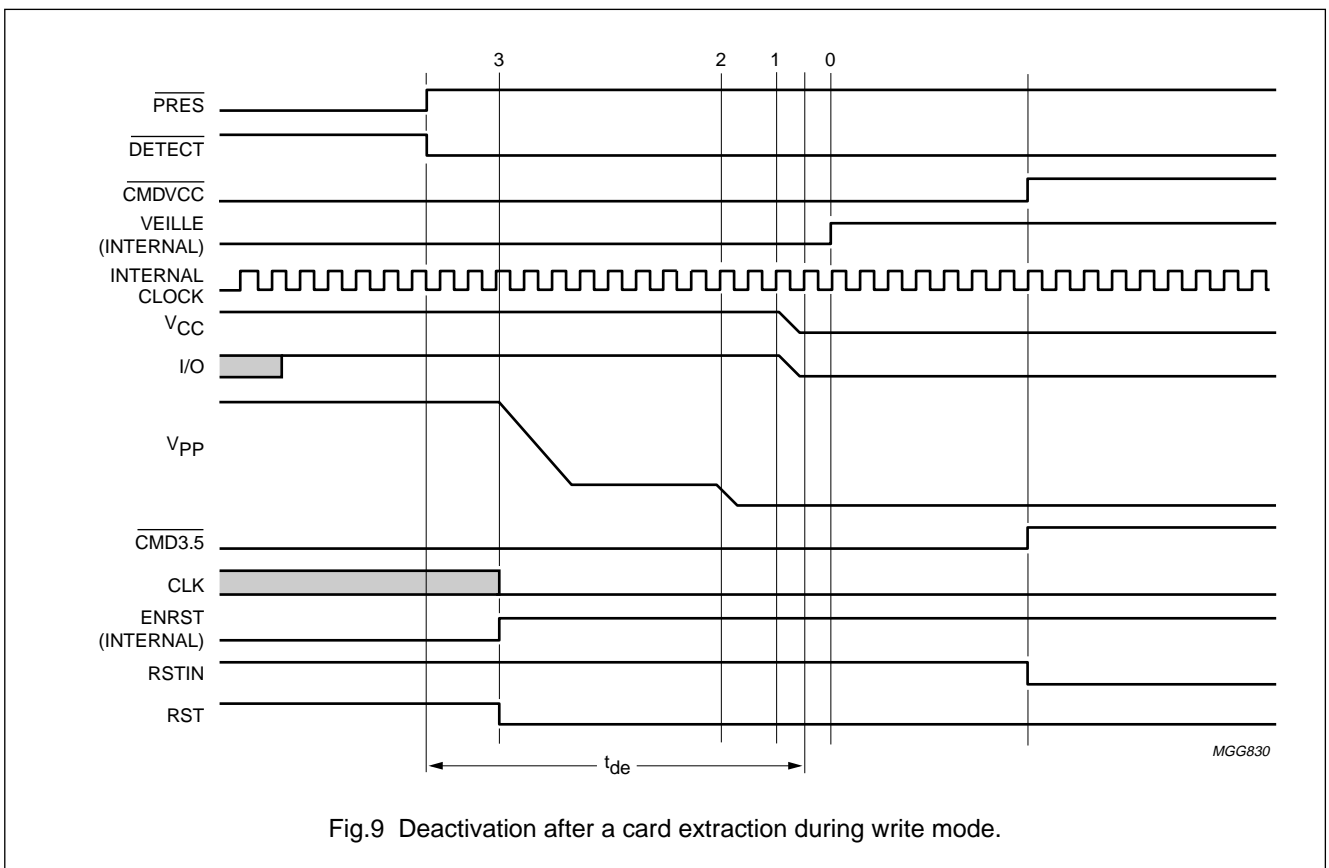 3 2 1 0
PRES
DETECT
CMDVCC
VEILLE
(INTERNAL)
INTERNAL
CLOCK
VCC
I/O
VPP
CMD3.5
CLK
ENRST
(INTERNAL)
RSTIN
RST
MGG830
tde
Fig.9 Deactivation after a card extraction during write mode.